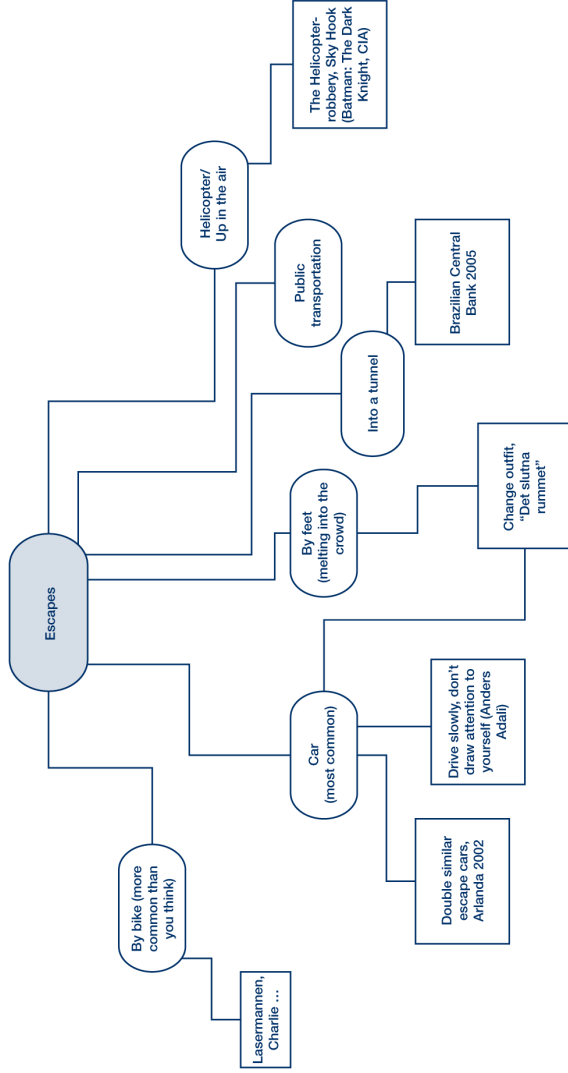 Escapes
By bike (more
common than
you think)
Lasermannen,
Charlie ...
Car
(most common)
Double similar
escape cars,
Arlanda 2002
Drive slowly, don't
draw attention to
yourself (Anders
Adali)
By feet
(melting into the
crowd)
Change outfit,
“Det slutna
rummet”
Into a tunnel
Brazilian Central
Bank 2005
Public
transportation
Helicopter/
Up in the air
The Helicopter-
robbery, Sky Hook
(Batman: The Dark
Knight, CIA)